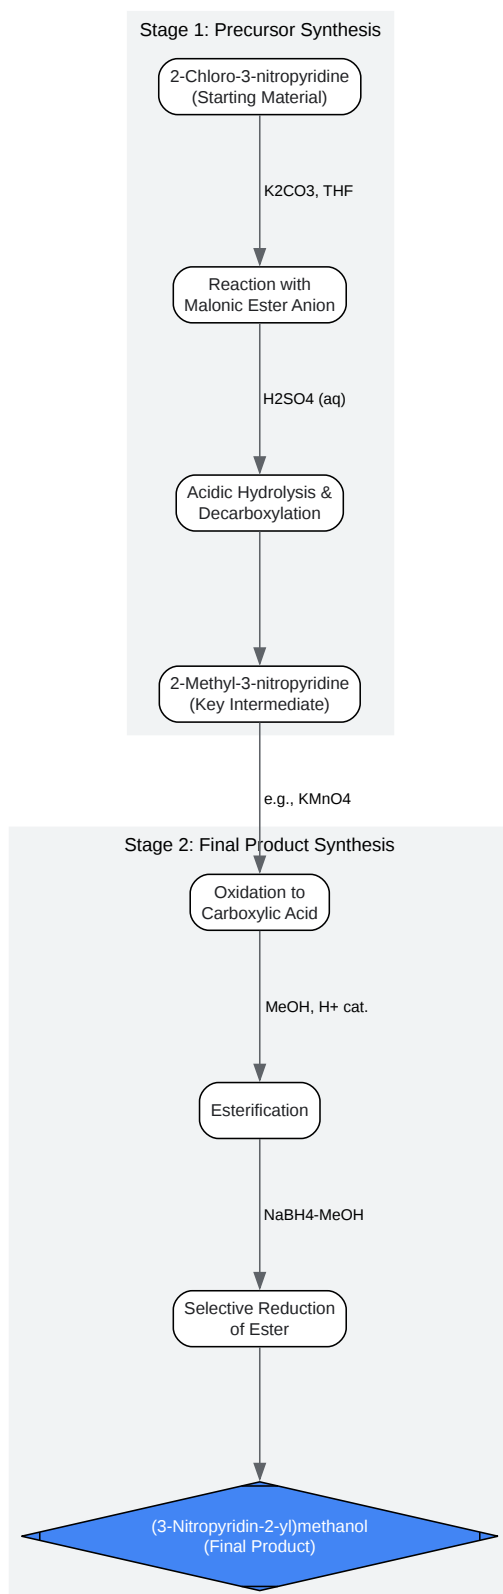 Stage 1: Precursor Synthesis
2-Chloro-3-nitropyridine
(Starting Material)
K2CO3, THF
Reaction with
Malonic Ester Anion
H2SO4 (aq)
Acidic Hydrolysis &
Decarboxylation
2-Methyl-3-nitropyridine
(Key Intermediate)
e.g., KMnO4
Stage 2: Final Product Synthesis
Oxidation to
Carboxylic Acid
MeOH, H+ cat.
Esterification
NaBH4-MeOH
Selective Reduction
of Ester
(3-Nitropyridin-2-yl)methanol
(Final Product)